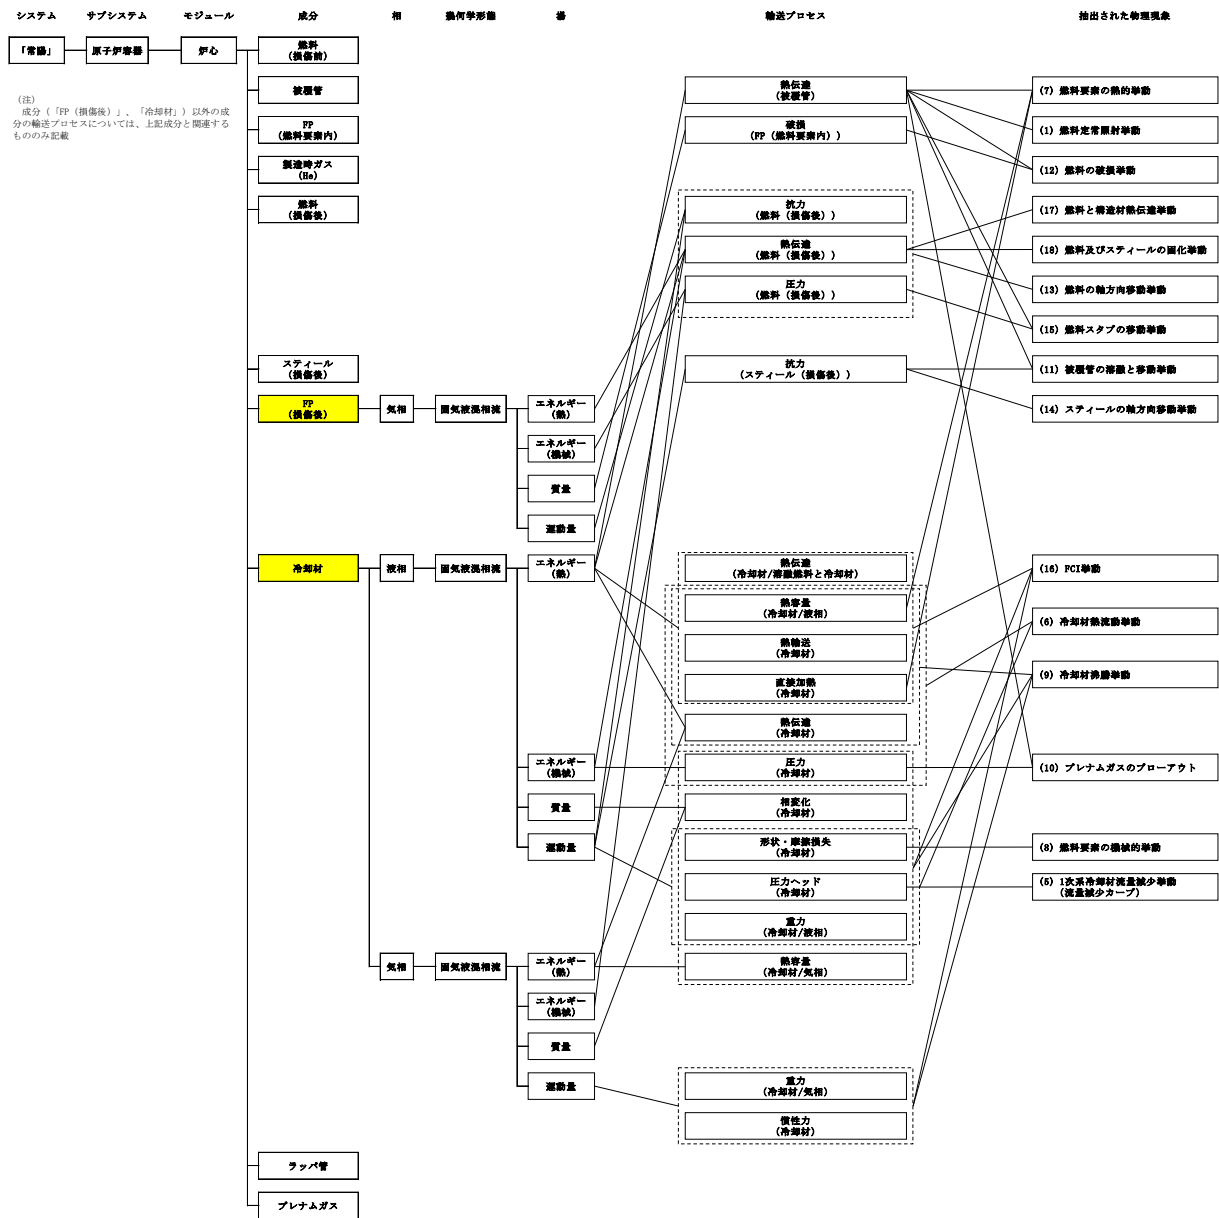 システム サブシステム モジュール 成分 相 幾何学形態 場 輸送プロセス 抽出された物理現象
「常陽」 原子炉容器 炉心
燃料
(損傷前)
(注)
成分(「FP(損傷後)」、「冷却材」)以外の成
分の輸送プロセスについては、上記成分と関連する
もののみ記載
被覆管
FP
(燃料要素内)
製造時ガス
(He)
燃料
(損傷後)
スティール
(損傷後)
FP
(損傷後)
気相
固気液混相流
エネルギー
(熱)
エネルギー
(機械)
質量
運動量
冷却材
液相
固気液混相流
エネルギー
(熱)
エネルギー
(機械)
質量
運動量
気相
固気液混相流
エネルギー
(熱)
エネルギー
(機械)
質量
運動量
ラッパ管
プレナムガス
熱伝達
(被覆管)
破損
(FP(燃料要素内))
抗力
(燃料(損傷後))
熱伝達
(燃料(損傷後))
圧力
(燃料(損傷後))
抗力
(スティール(損傷後))
熱伝達
(冷却材/溶融燃料と冷却材)
熱容量
(冷却材/液相)
熱輸送
(冷却材)
直接加熱
(冷却材)
熱伝達
(冷却材)
圧力
(冷却材)
相変化
(冷却材)
形状・摩擦損失
(冷却材)
圧力ヘッド
(冷却材)
重力
(冷却材/液相)
熱容量
(冷却材/気相)
重力
(冷却材/気相)
慣性力
(冷却材)
(7) 燃料要素の熱的挙動
(1) 燃料定常照射挙動
(12) 燃料の破損挙動
(17) 燃料と構造材熱伝達挙動
(18) 燃料及びスティールの固化挙動
(13) 燃料の軸方向移動挙動
(15) 燃料スタブの移動挙動
(11) 被覆管の溶融と移動挙動
(14) スティールの軸方向移動挙動
(16) FCI挙動
(6) 冷却材熱流動挙動
(9) 冷却材沸騰挙動
(10) プレナムガスのブローアウト
(8) 燃料要素の機械的挙動
(5) 1次系冷却材流量減少挙動
(流量減少カーブ)